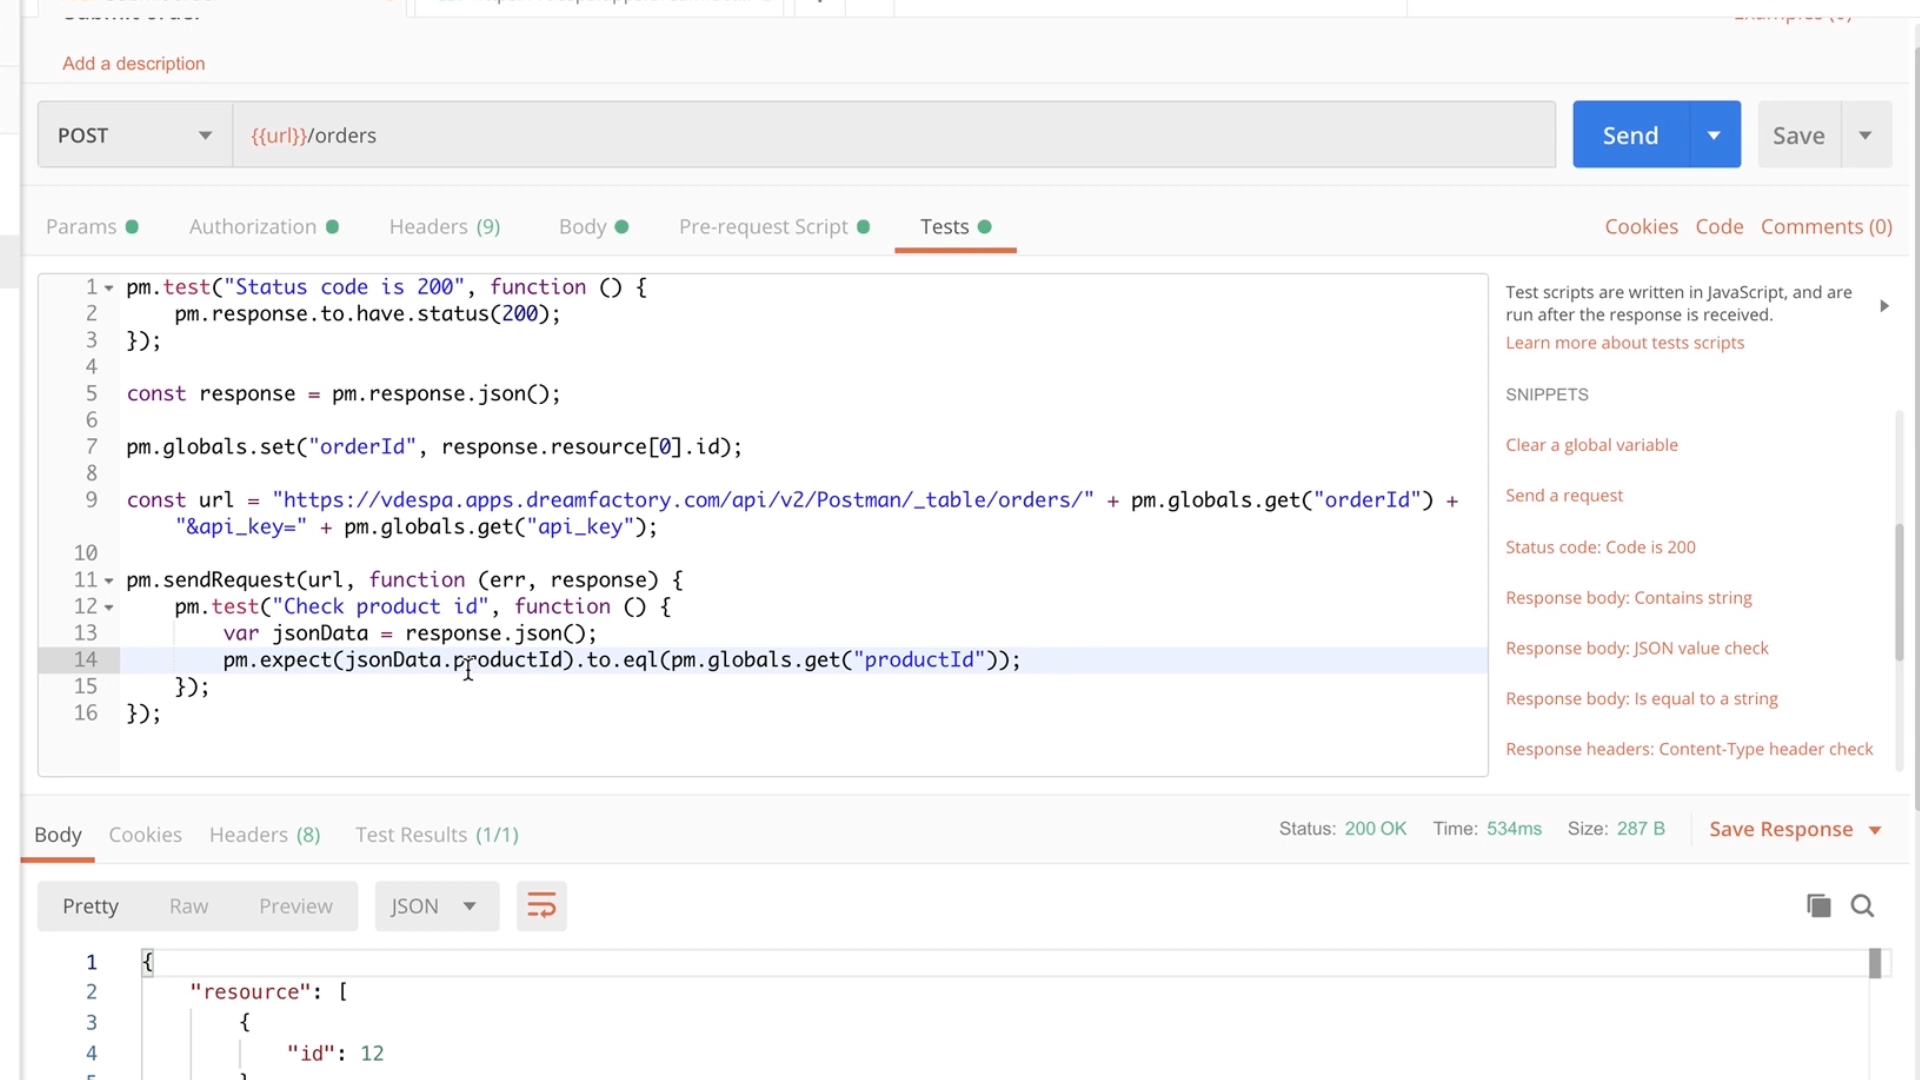 Add a description
POST
{{url}}/orders
Send
Save
Params
Authorization
Headers (9)
Body
Pre-request Script
Tests
Cookies
Code
Comments (0)
1 pm.test("Status code is 200", function () {
2 pm.response.to.have.status(200);
3 });
4
5 const response = pm.response.json();
6
7 pm.globals.set("orderId", response.resource[0].id);
8
9 const url = "https://vdespa.apps.dreamfactory.com/api/v2/Postman/_table/orders/" + pm.globals.get("orderId") +
"&api_key=" + pm.globals.get("api_key");
10
11 pm.sendRequest(url, function (err, response) {
12 pm.test("Check product id", function () {
13 var jsonData = response.json();
14 pm.expect(jsonData.productId).to.eql(pm.globals.get("productId"));
15 });
16 });
Test scripts are written in JavaScript, and are
run after the response is received.
Learn more about tests scripts
SNIPPETS
Clear a global variable
Send a request
Status code: Code is 200
Response body: Contains string
Response body: JSON value check
Response body: Is equal to a string
Response headers: Content-Type header check
Body
Cookies
Headers (8)
Test Results (1/1)
Status: 200 OK
Time: 534ms
Size: 287 B
Save Response
Pretty
Raw
Preview
JSON
1 {
2 "resource": [
3 {
4 "id": 12